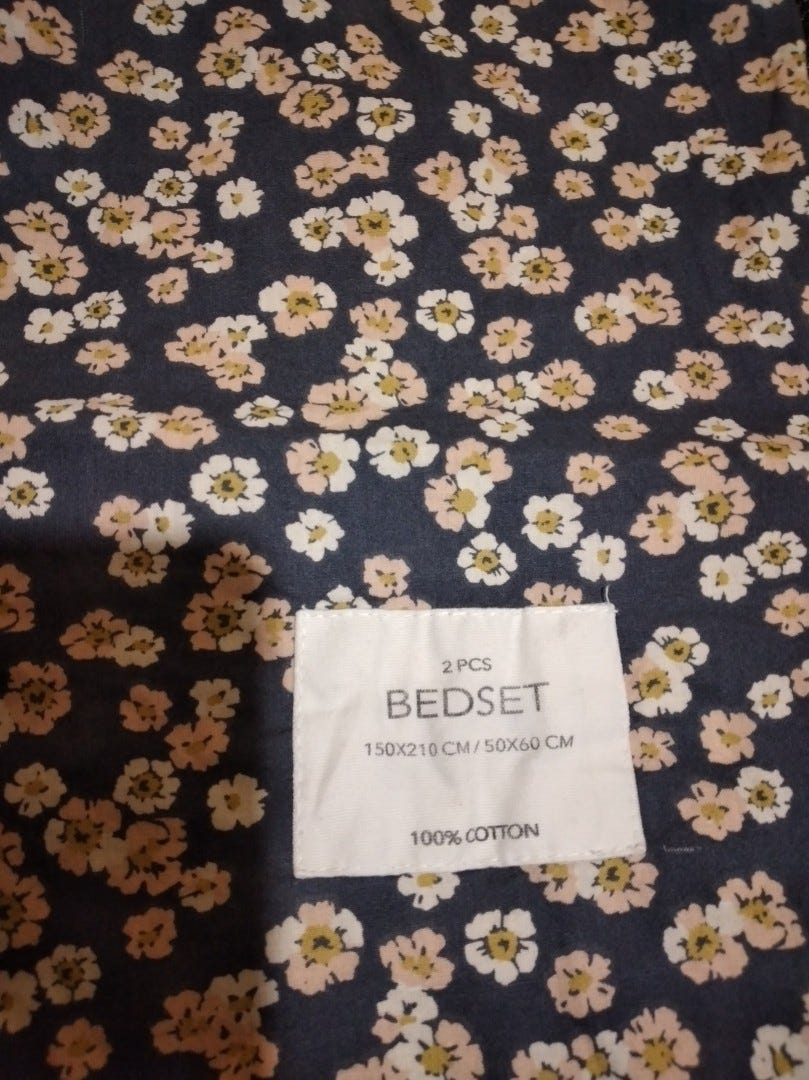 2 PCS
BEDSET
150X210 CM / 50X60 CM
100% COTTON